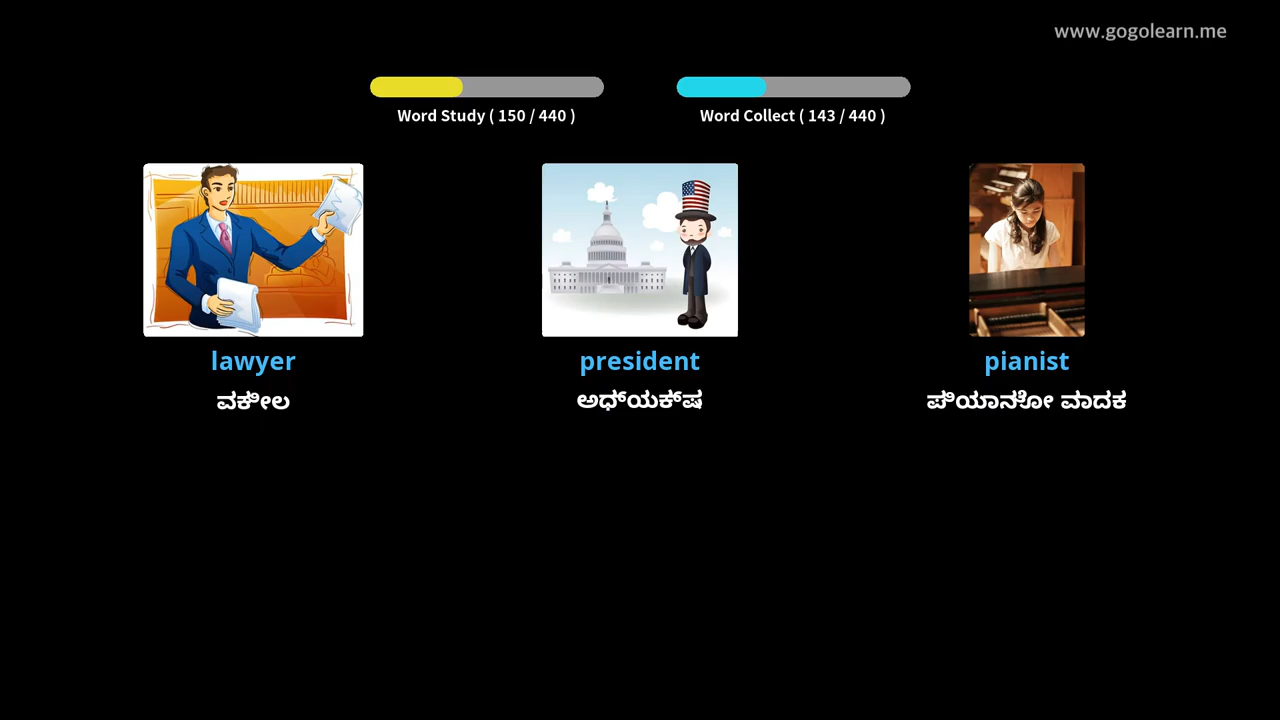 www.gogolearn.me
Word Study ( 150 / 440 )
Word Collect ( 143 / 440 )
lawyer
president
pianist
ವಕೀಲ
ಅಧ್ಯಕ್ಷ
ಪಿಯಾನೋ ವಾದಕ